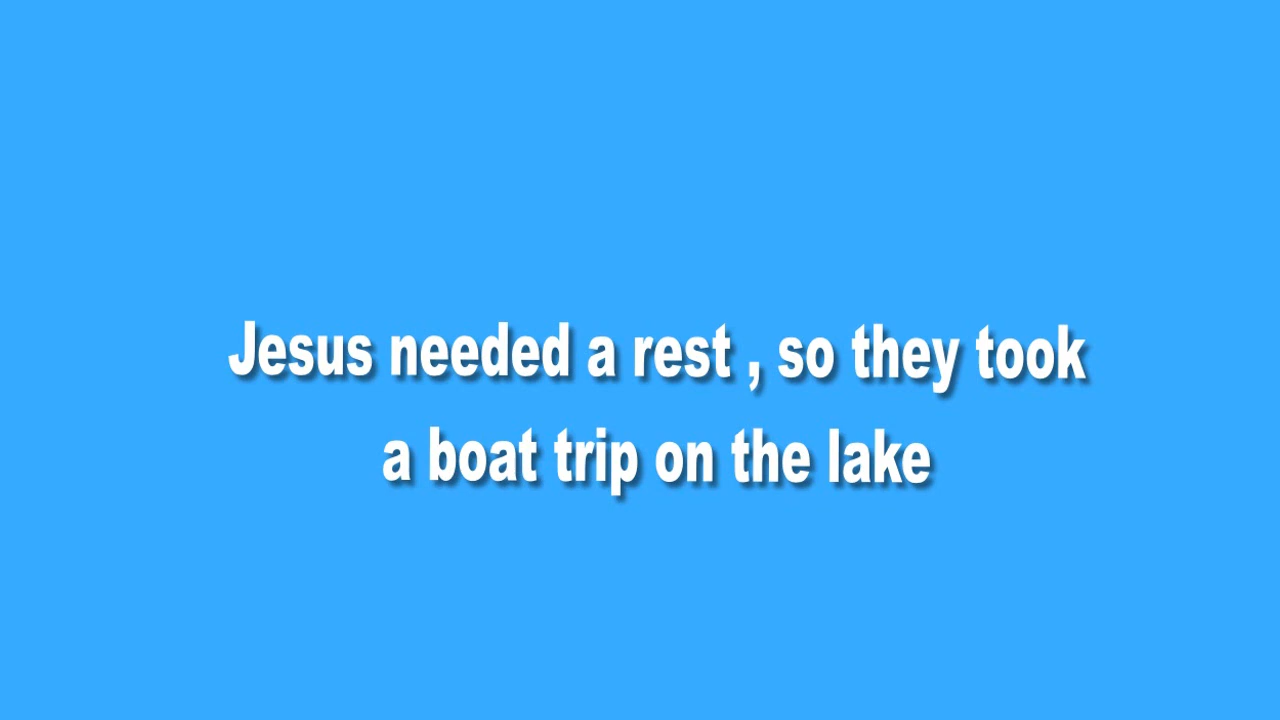 Jesus needed a rest , so they took
a boat trip on the lake